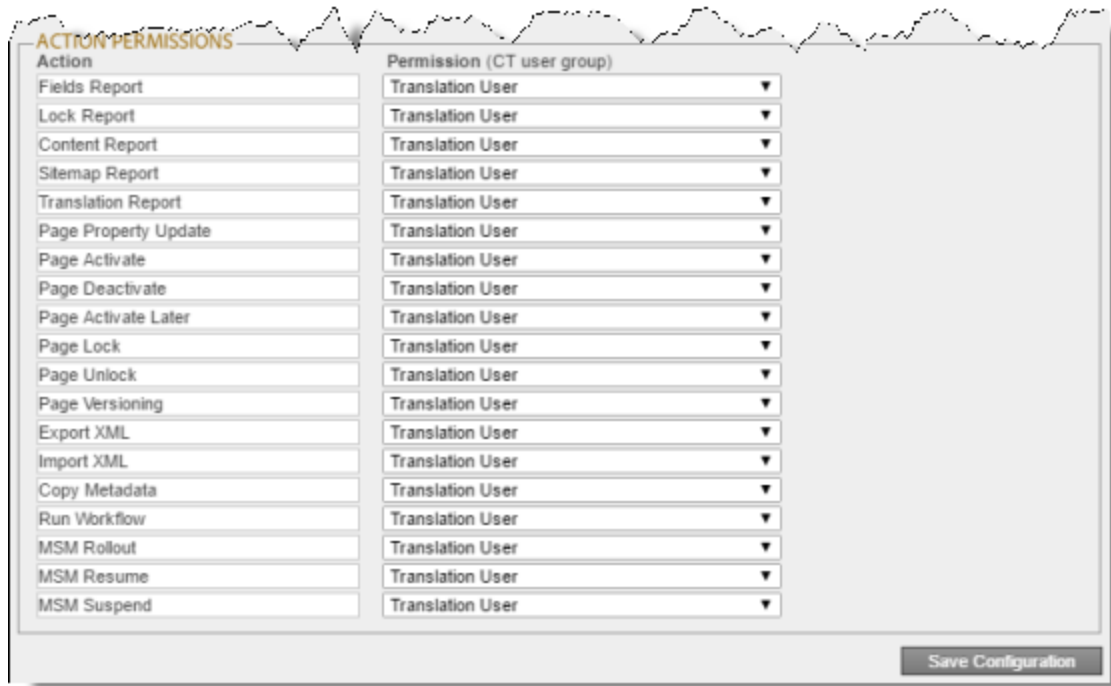 ACTION PERMISSIONS
Action Permission (CT user group)
Fields Report Translation User
Lock Report Translation User
Content Report Translation User
Sitemap Report Translation User
Translation Report Translation User
Page Property Update Translation User
Page Activate Translation User
Page Deactivate Translation User
Page Activate Later Translation User
Page Lock Translation User
Page Unlock Translation User
Page Versioning Translation User
Export XML Translation User
Import XML Translation User
Copy Metadata Translation User
Run Workflow Translation User
MSM Rollout Translation User
MSM Resume Translation User
MSM Suspend Translation User
Save Configuration